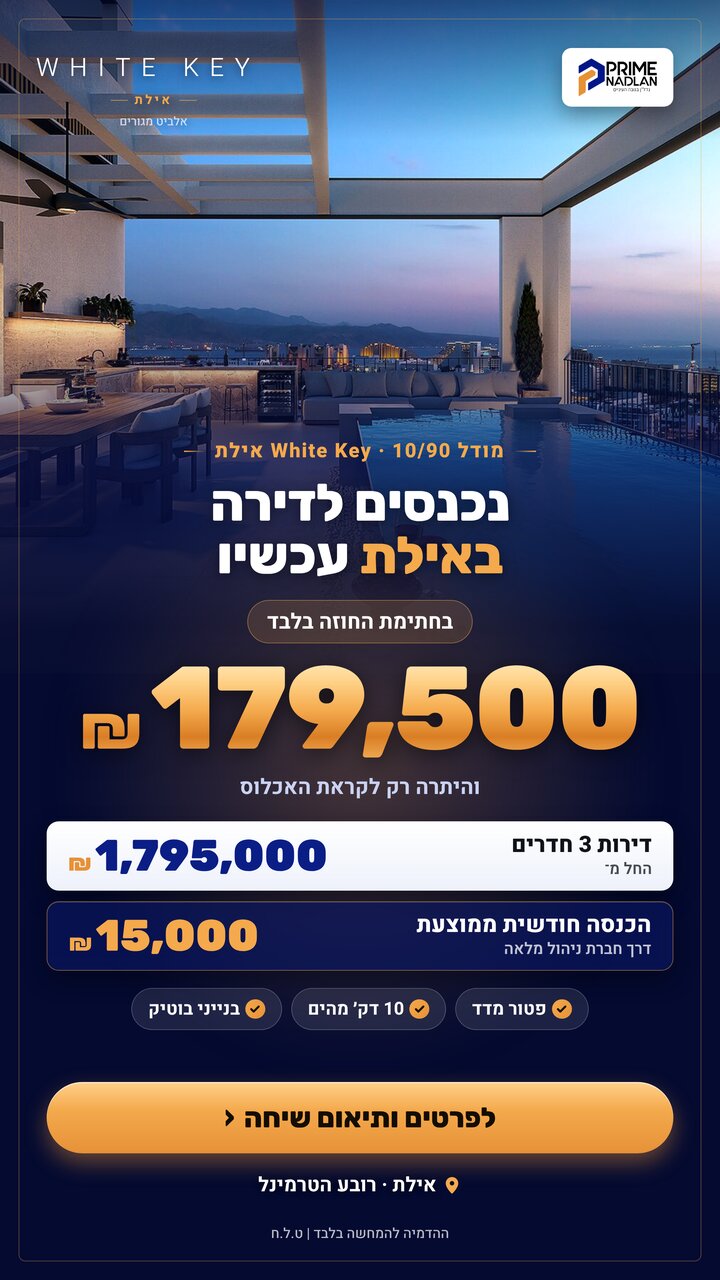 WHITE KEY
אילת
אלביט מגורים
PRIME
NADLAN
נדל"ן בגובה העיניים
מודל 10/90 · White Key אילת
נכנסים לדירה
באילת עכשיו
בחתימת החוזה בלבד
179,500 ₪
והיתרה רק לקראת האכלוס
דירות 3 חדרים
החל מ־
1,795,000 ₪
הכנסה חודשית ממוצעת
דרך חברת ניהול מלאה
15,000 ₪
פטור מדד
10 דק׳ מהים
בנייני בוטיק
לפרטים ותיאום שיחה ›
אילת · רובע הטרמינל
ההדמיה להמחשה בלבד | ט.ל.ח